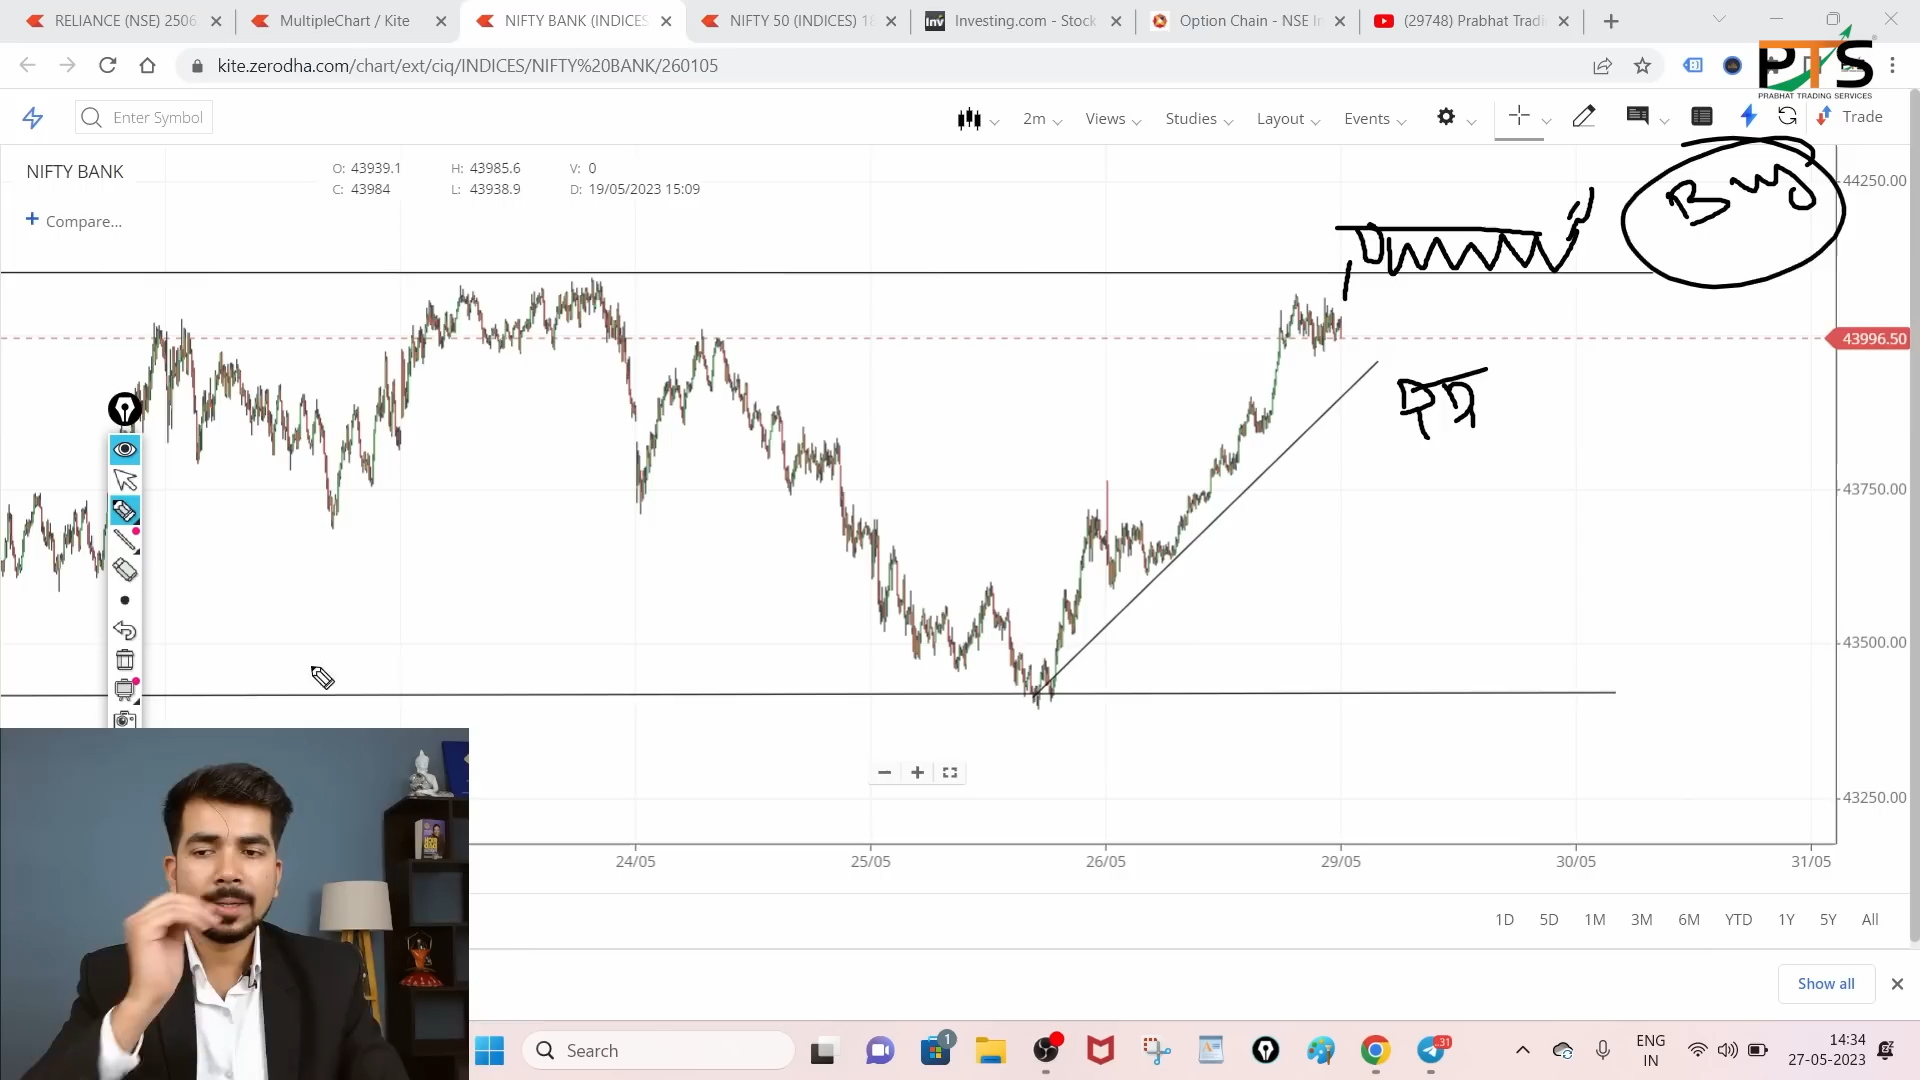 RELIANCE (NSE) 2506.
MultipleChart / Kite
NIFTY BANK (INDICES
NIFTY 50 (INDICES) 18
Investing.com - Stock
Option Chain - NSE In
(29748) Prabhat Tradi
kite.zerodha.com/chart/ext/ciq/INDICES/NIFTY%20BANK/260105
PTS
PRABHAT TRADING SERVICES
Enter Symbol
2m
Views
Studies
Layout
Events
Trade
NIFTY BANK
O: 43939.1 H: 43985.6 V: 0
C: 43984 L: 43938.9 D: 19/05/2023 15:09
Compare...
44250.00
43996.50
43750.00
43500.00
43250.00
24/05 25/05 26/05 29/05 30/05 31/05
1D 5D 1M 3M 6M YTD 1Y 5Y All
Show all
Search
1
31
ENG
IN
14:34
27-05-2023